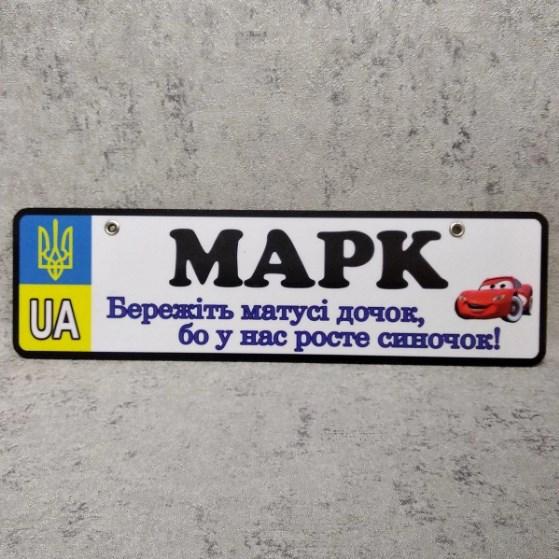 МАРК
UA
Бережіть матусі дочок,
бо у нас росте синочок!